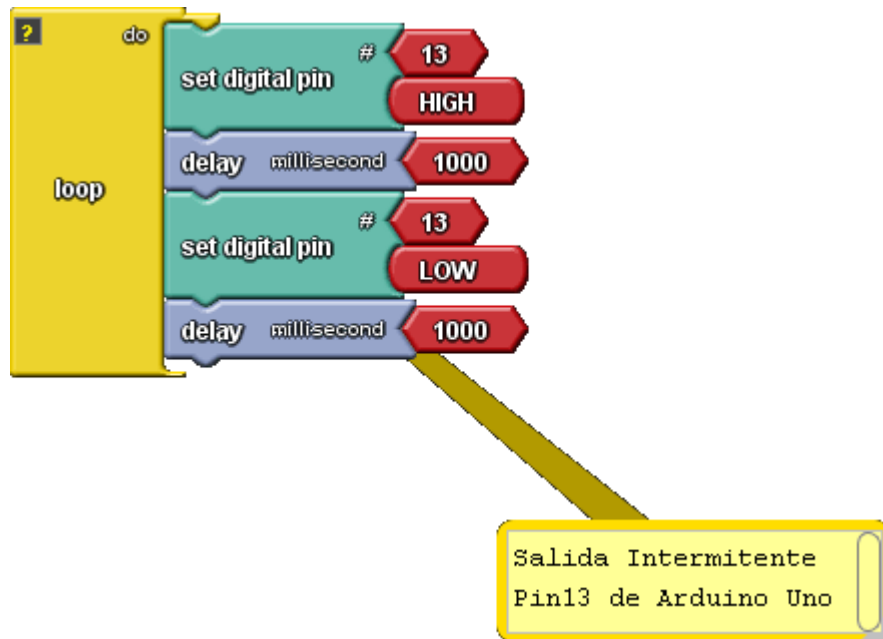 ? do
set digital pin # 13
HIGH
delay millisecond 1000
loop
set digital pin # 13
LOW
delay millisecond 1000
Salida Intermitente
Pin13 de Arduino Uno